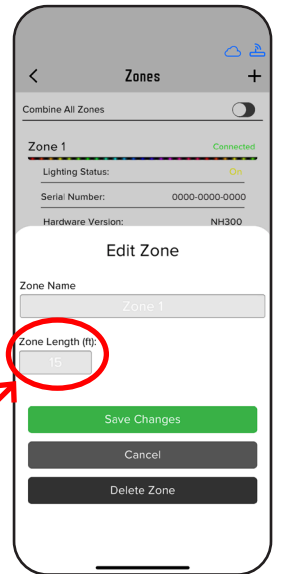 Zones
Combine All Zones
Zone 1 Connected
Lighting Status: On
Serial Number: 0000-0000-0000
Hardware Version: NH300
Edit Zone
Zone Name
Zone 1
Zone Length (ft):
15
Save Changes
Cancel
Delete Zone